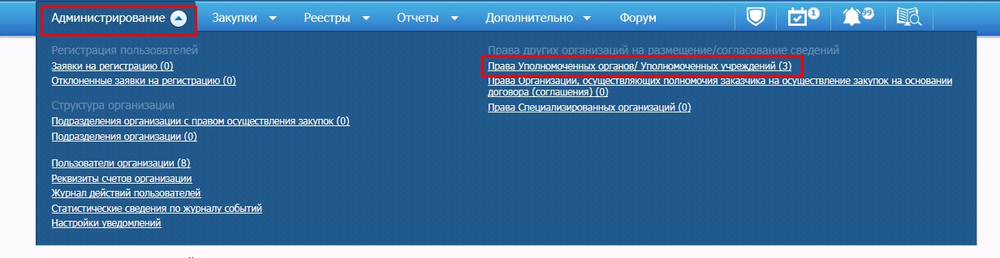 Администрирование Закупки Реестры Отчеты Дополнительно Форум 1 99+
Регистрация пользователей
Заявки на регистрацию (0)
Отклоненные заявки на регистрацию (0)
Структура организации
Подразделения организации с правом осуществления закупок (0)
Подразделения организации (0)
Пользователи организации (8)
Реквизиты счетов организации
Журнал действий пользователей
Статистические сведения по журналу событий
Настройки уведомлений
Права других организаций на размещение/согласование сведений
Права Уполномоченных органов/ Уполномоченных учреждений (3)
Права Организации, осуществляющих полномочия заказчика на осуществление закупок на основании
договора (соглашения) (0)
Права Специализированных организаций (0)